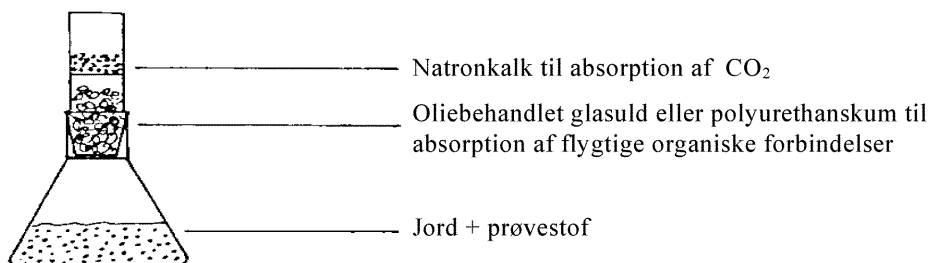 Natronkalk til absorption af CO₂
Oliebehandlet glasuld eller polyurethanskum til
absorption af flygtige organiske forbindelser
Jord + prøvestof